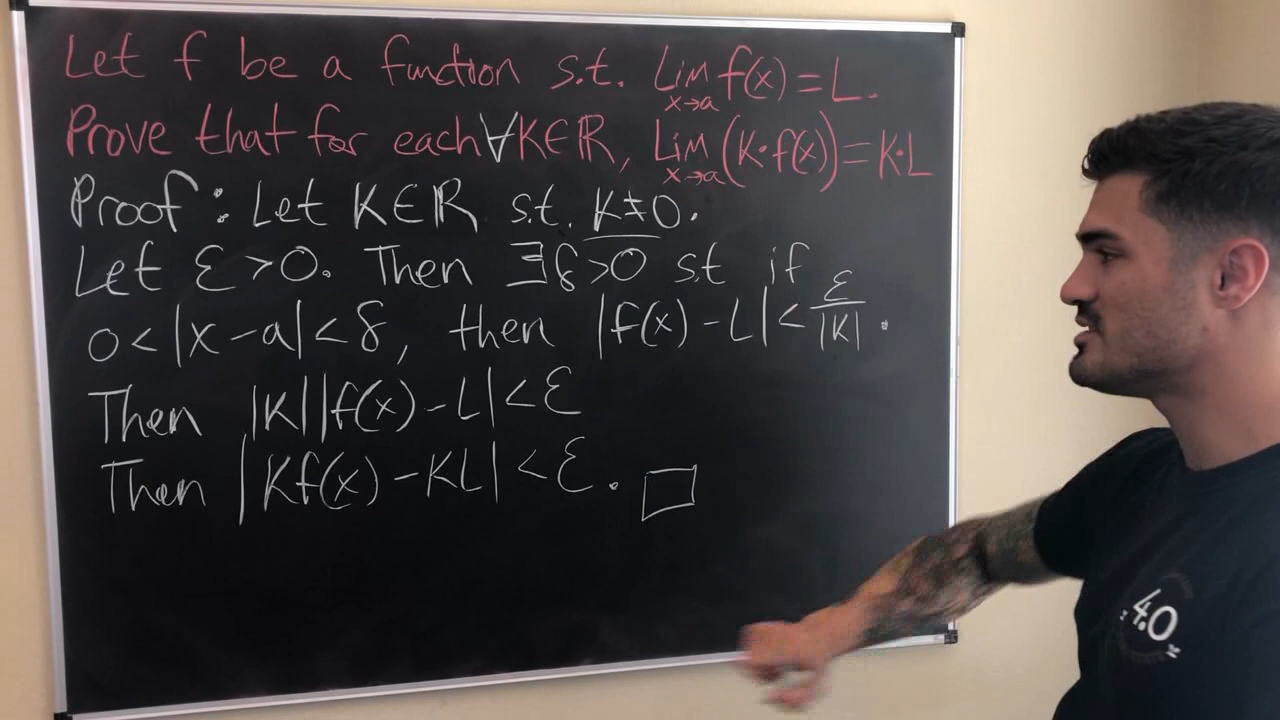 Let f be a function s.t. Lim x→a f(x) = L.
Prove that for each ∀K∈ℝ, Lim x→a (K·f(x)) = K·L
Proof: Let K∈ℝ s.t. K≠0.
Let ε>0. Then ∃δ>0 s.t if
0<|x-a|<δ, then |f(x)-L|<ε/|K|.
Then |K||f(x)-L|<ε
Then |Kf(x)-KL|<ε. □
4.0